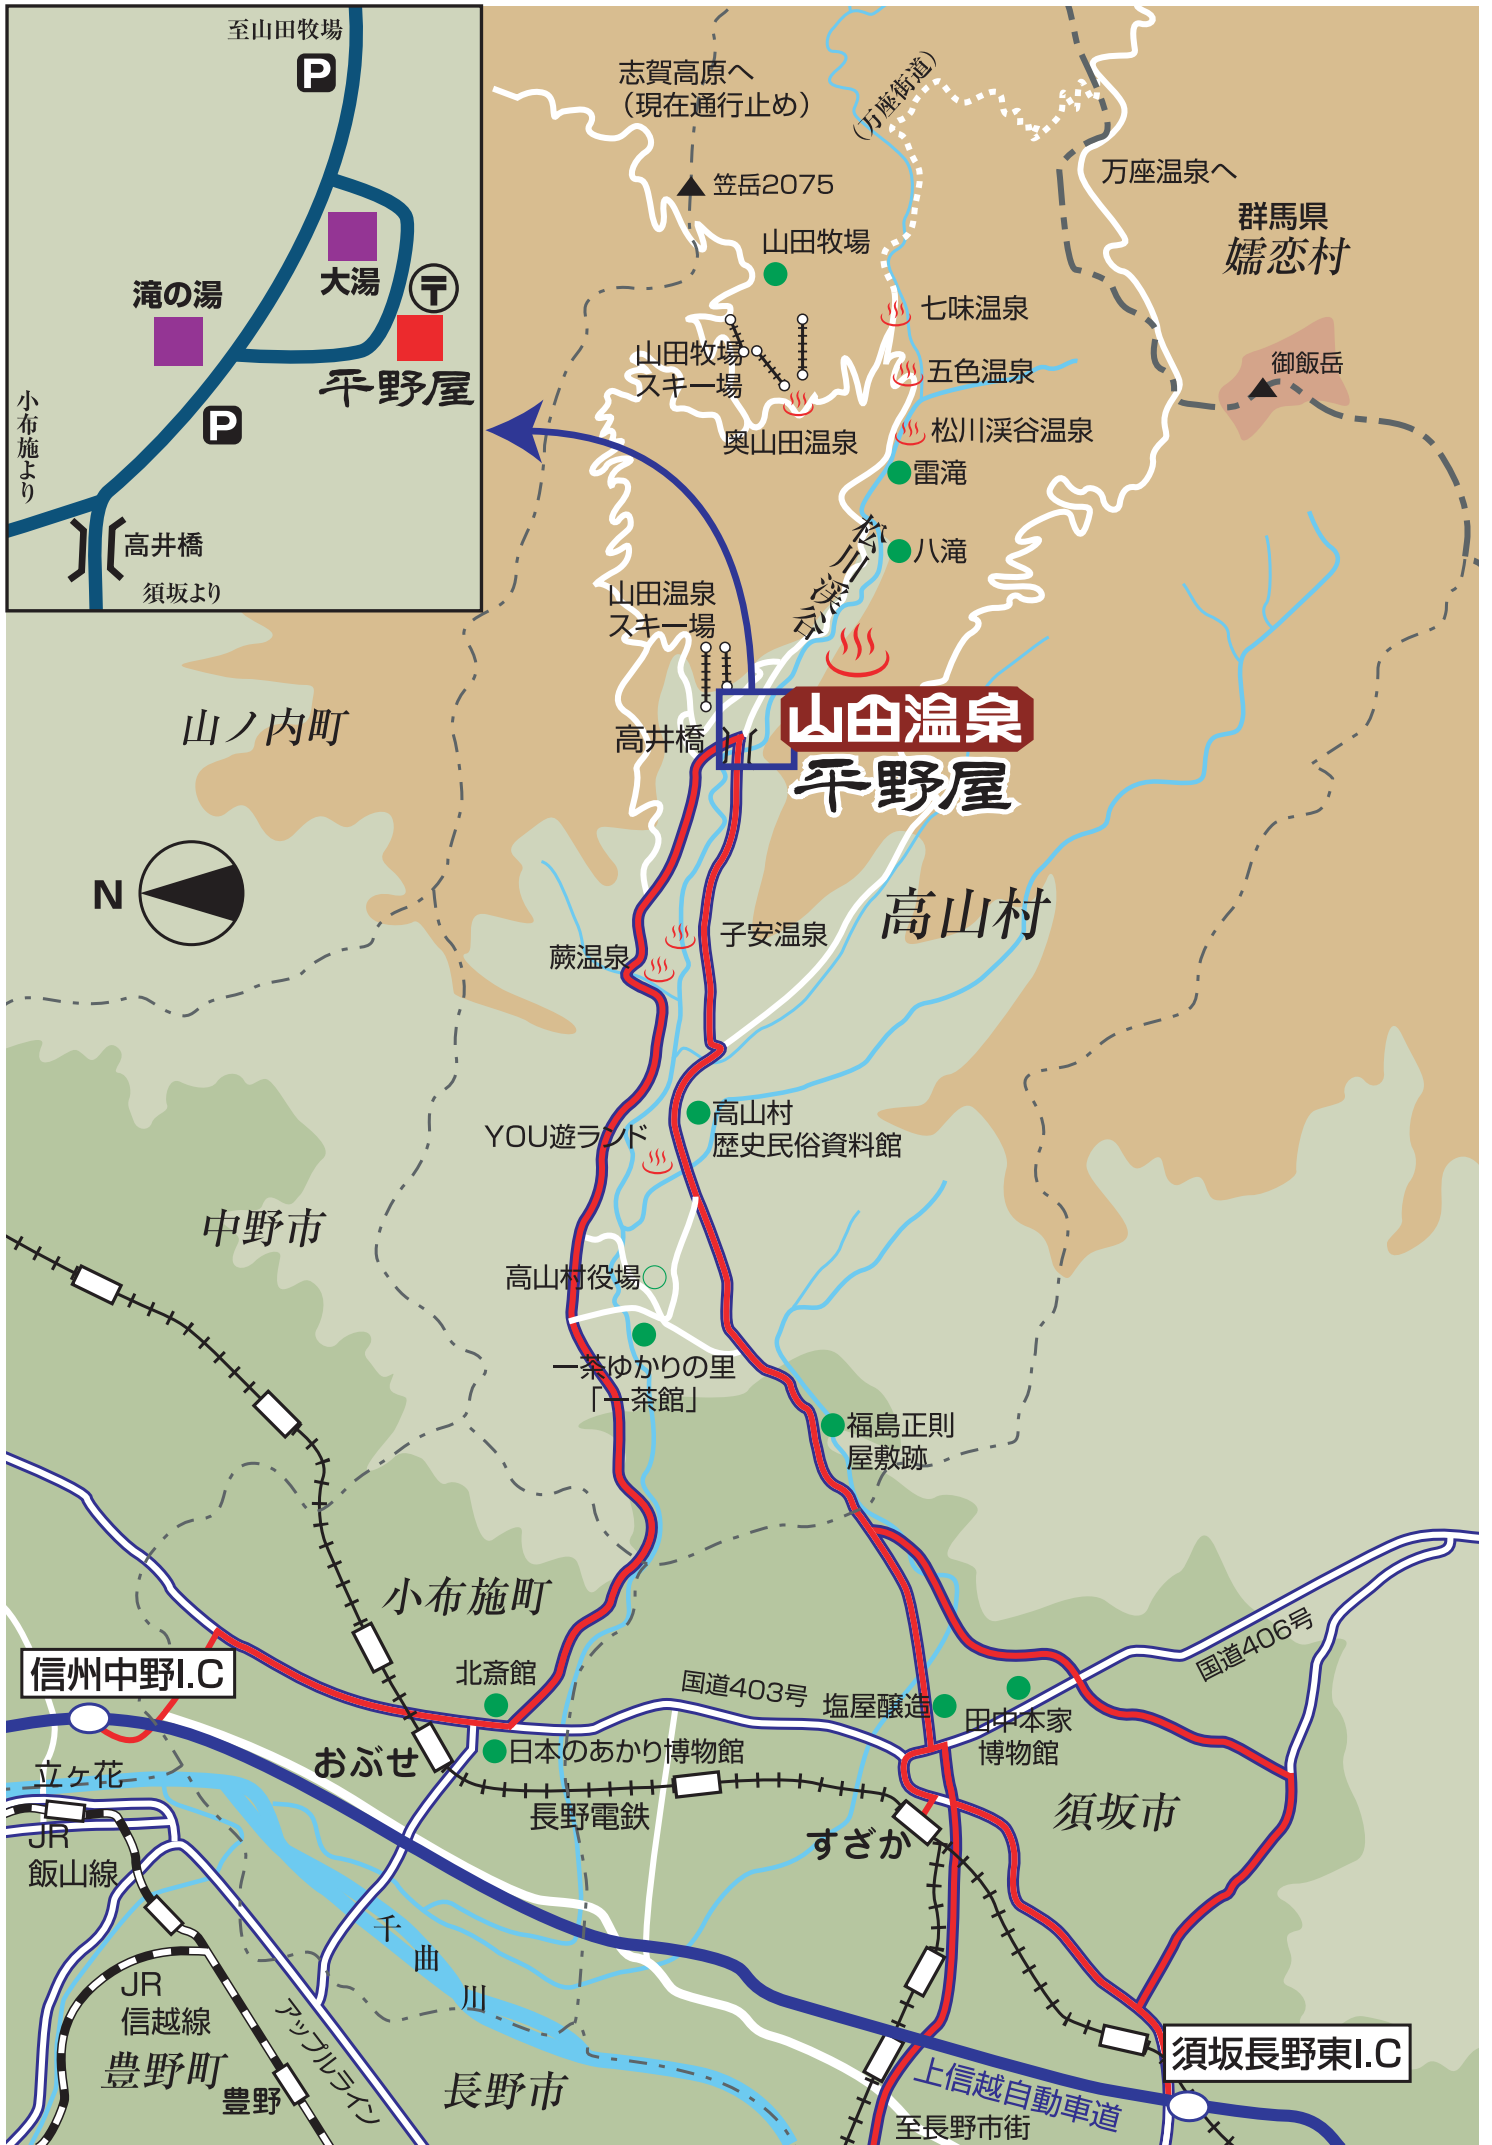 至山田牧場
P
大湯
滝の湯
〒
平野屋
P
小布施より
高井橋
須坂より
志賀高原へ
（現在通行止め）
（万座街道）
笠岳2075
万座温泉へ
群馬県
嬬恋村
山田牧場
七味温泉
山田牧場
スキー場
五色温泉
御飯岳
奥山田温泉
松川渓谷温泉
雷滝
松川渓谷
八滝
山田温泉
スキー場
山ノ内町
高井橋
山田温泉
平野屋
N
高山村
子安温泉
蕨温泉
YOU遊ランド
高山村
歴史民俗資料館
中野市
高山村役場
一茶ゆかりの里
「一茶館」
福島正則
屋敷跡
小布施町
国道406号
信州中野I.C
北斎館
国道403号
塩屋醸造
田中本家
博物館
おぶせ
日本のあかり博物館
立ヶ花
長野電鉄
須坂市
JR
飯山線
すざか
千曲川
JR
信越線
アップルライン
豊野町
豊野
長野市
須坂長野東I.C
上信越自動車道
至長野市街